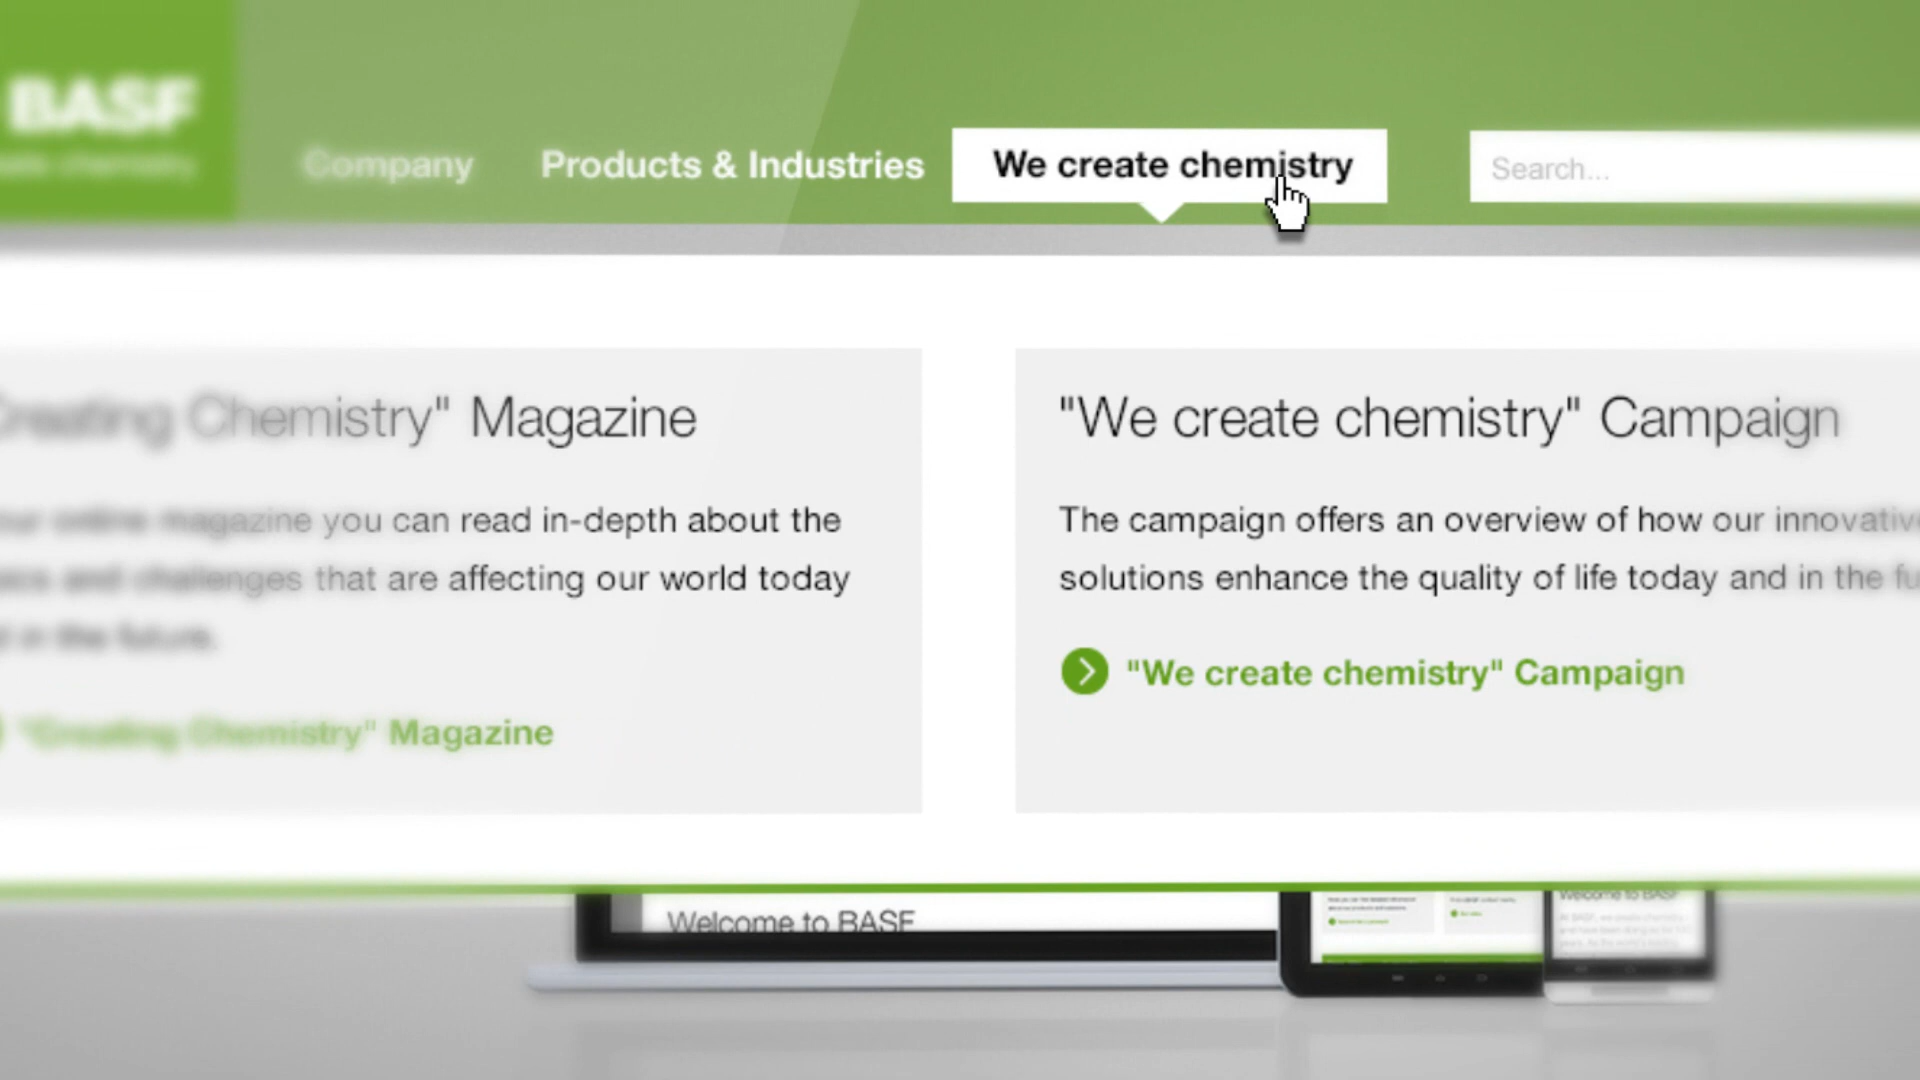 BASF
Company
Products & Industries
We create chemistry
Search...
Creating Chemistry" Magazine
our online magazine you can read in-depth about the
and challenges that are affecting our world today
in the future.
"Creating Chemistry" Magazine
"We create chemistry" Campaign
The campaign offers an overview of how our innovative
solutions enhance the quality of life today and in the
"We create chemistry" Campaign
Welcome to BASF
Welcome to BASF